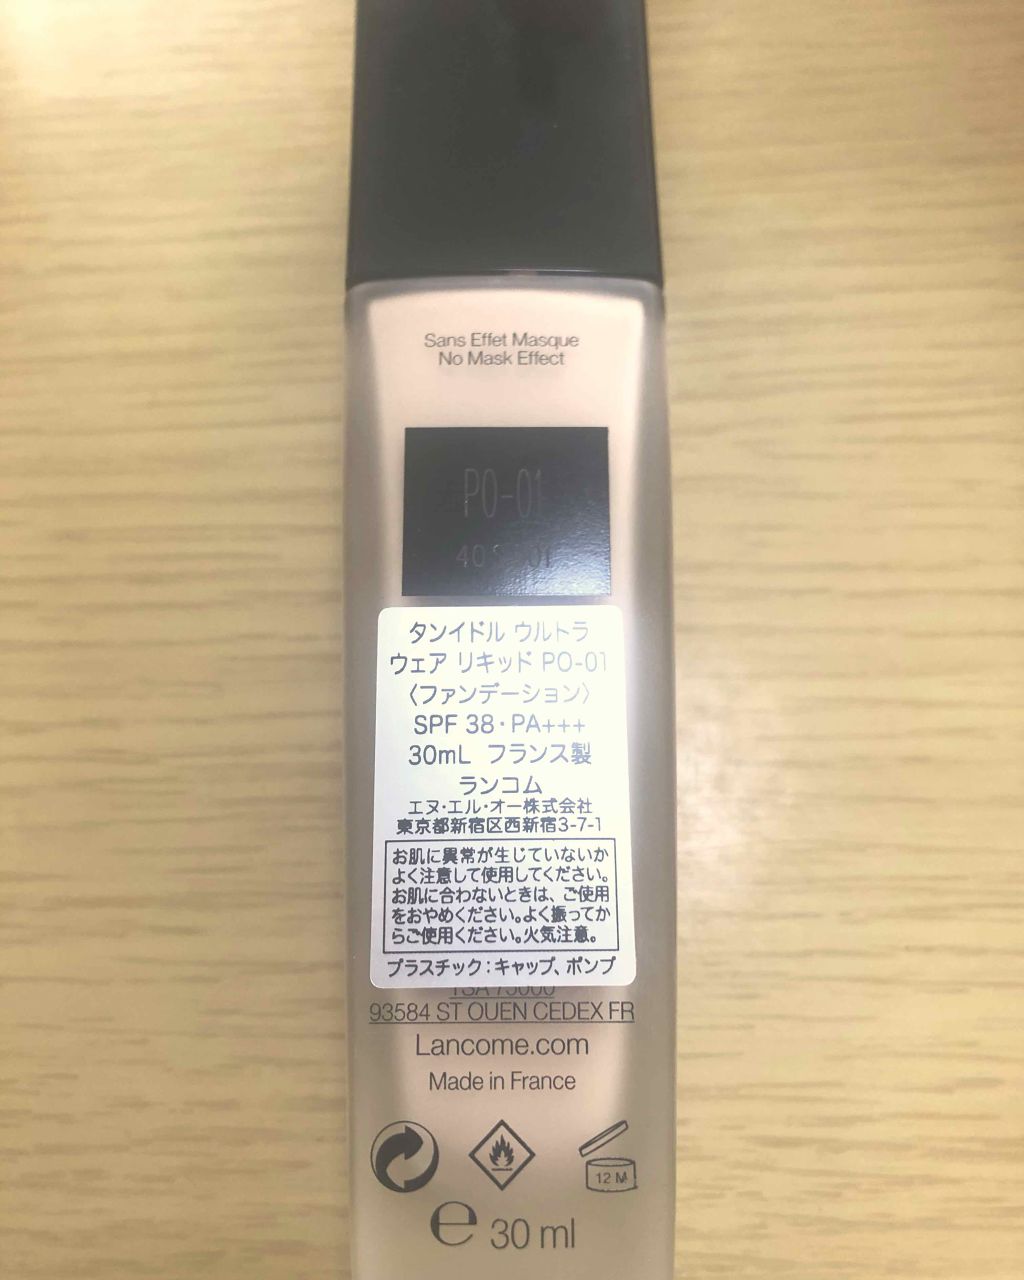 Sans Effet Masque
No Mask Effect
PO-01
タンイドル ウルトラ
ウェア リキッド PO-01
〈ファンデーション〉
SPF 38・PA+++
30mL フランス製
ランコム
エヌ・エル・オー株式会社
東京都新宿区西新宿3-7-1
お肌に異常が生じていないか
よく注意して使用してください。
お肌に合わないときは、ご使用
をおやめください。よく振ってか
らご使用ください。火気注意。
プラスチック：キャップ、ポンプ
TSA 75000
93584 ST OUEN CEDEX FR
Lancome.com
Made in France
12 M
e 30 ml